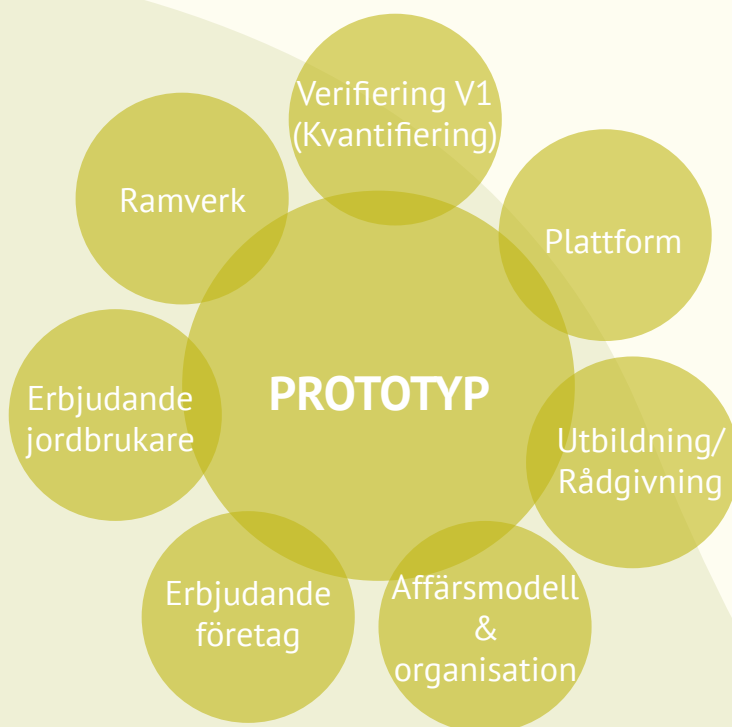 Verifiering V1
(Kvantifiering)
Ramverk
Plattform
PROTOTYP
Erbjudande
jordbrukare
Utbildning/
Rådgivning
Erbjudande
företag
Affärsmodell
&
organisation